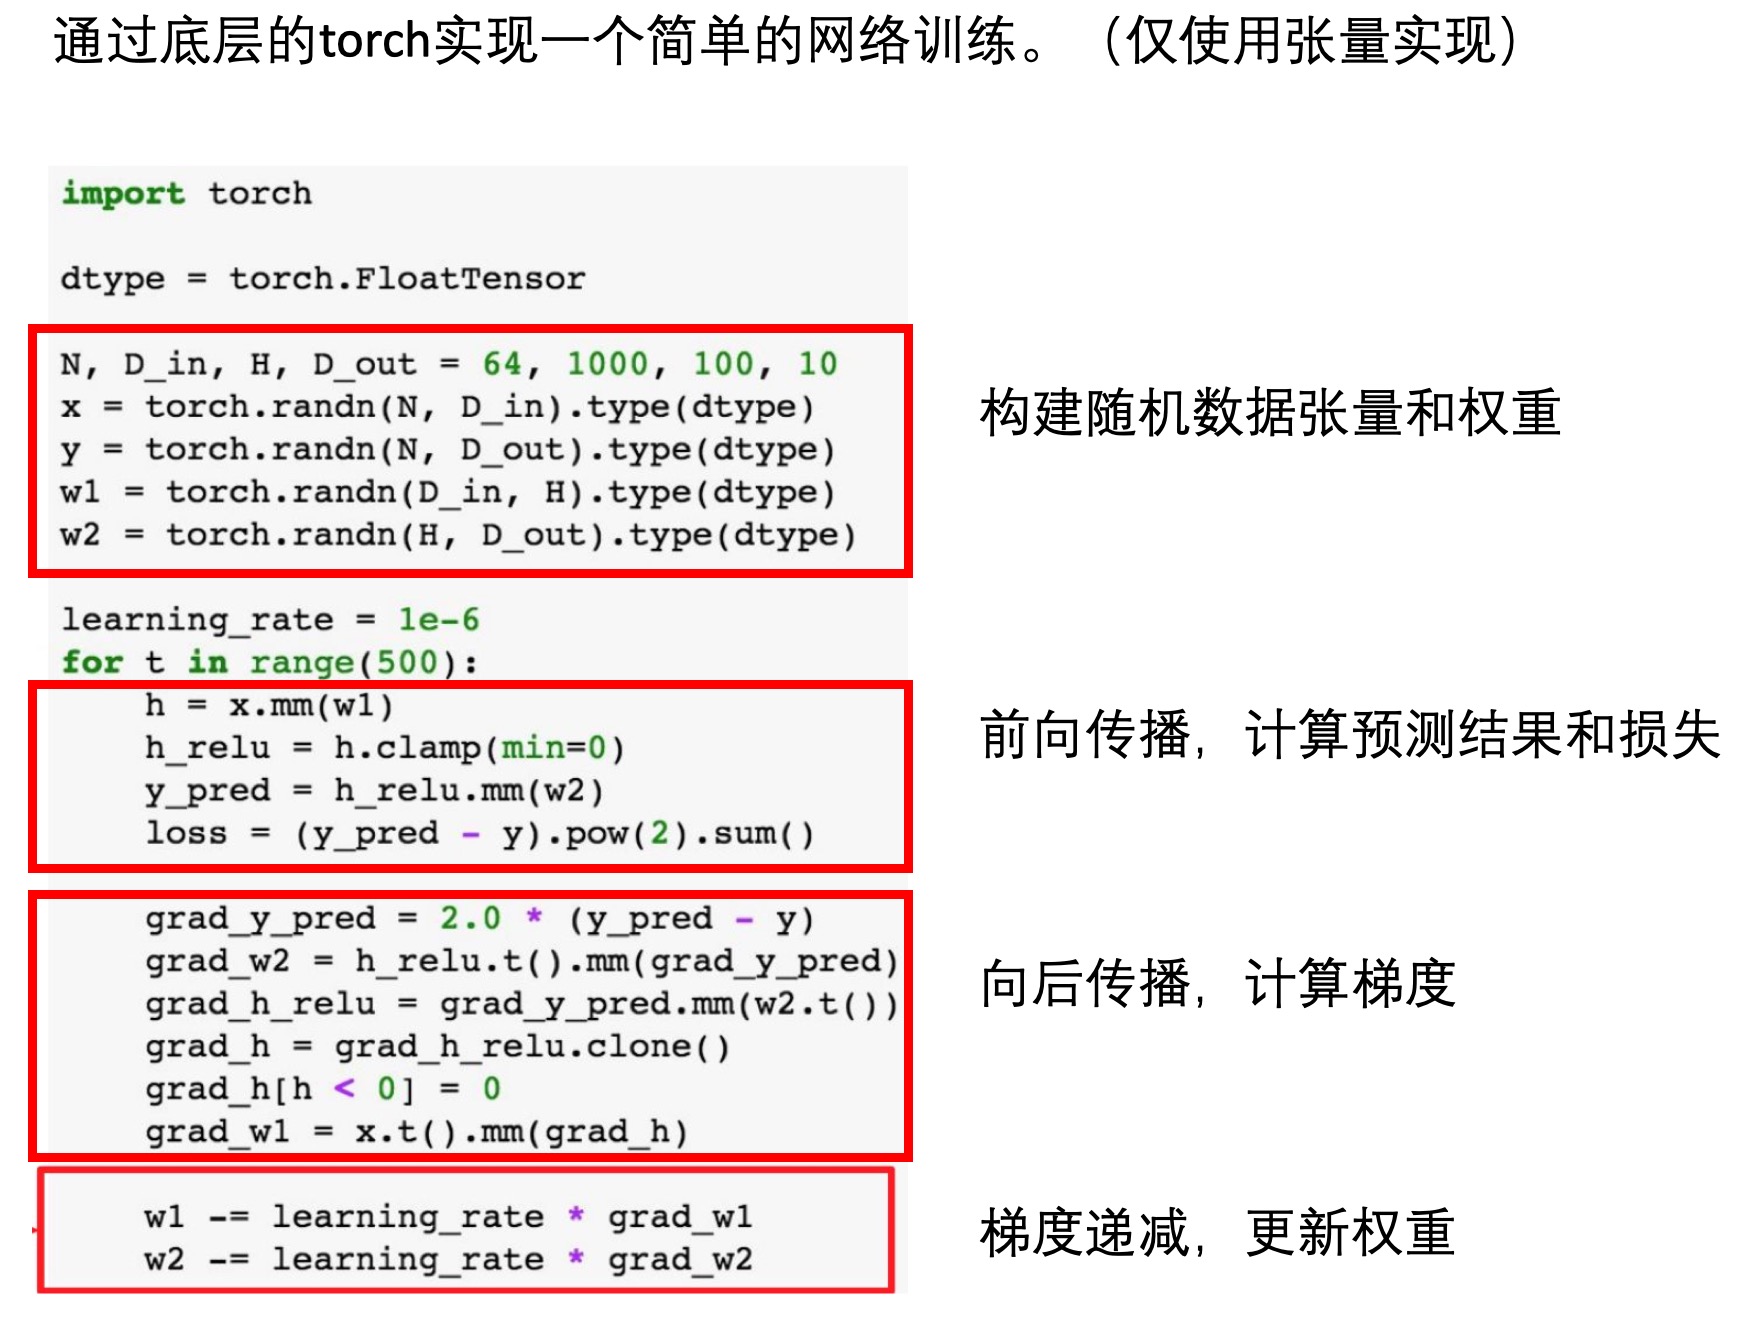 通过底层的torch实现一个简单的网络训练。（仅使用张量实现）
import torch
dtype = torch.FloatTensor
N, D_in, H, D_out = 64, 1000, 100, 10
x = torch.randn(N, D_in).type(dtype)
y = torch.randn(N, D_out).type(dtype)
w1 = torch.randn(D_in, H).type(dtype)
w2 = torch.randn(H, D_out).type(dtype)
构建随机数据张量和权重
learning_rate = 1e-6
for t in range(500):
h = x.mm(w1)
h_relu = h.clamp(min=0)
y_pred = h_relu.mm(w2)
loss = (y_pred - y).pow(2).sum()
前向传播，计算预测结果和损失
grad_y_pred = 2.0 * (y_pred - y)
grad_w2 = h_relu.t().mm(grad_y_pred)
grad_h_relu = grad_y_pred.mm(w2.t())
grad_h = grad_h_relu.clone()
grad_h[h < 0] = 0
grad_w1 = x.t().mm(grad_h)
向后传播，计算梯度
w1 -= learning_rate * grad_w1
w2 -= learning_rate * grad_w2
梯度递减，更新权重